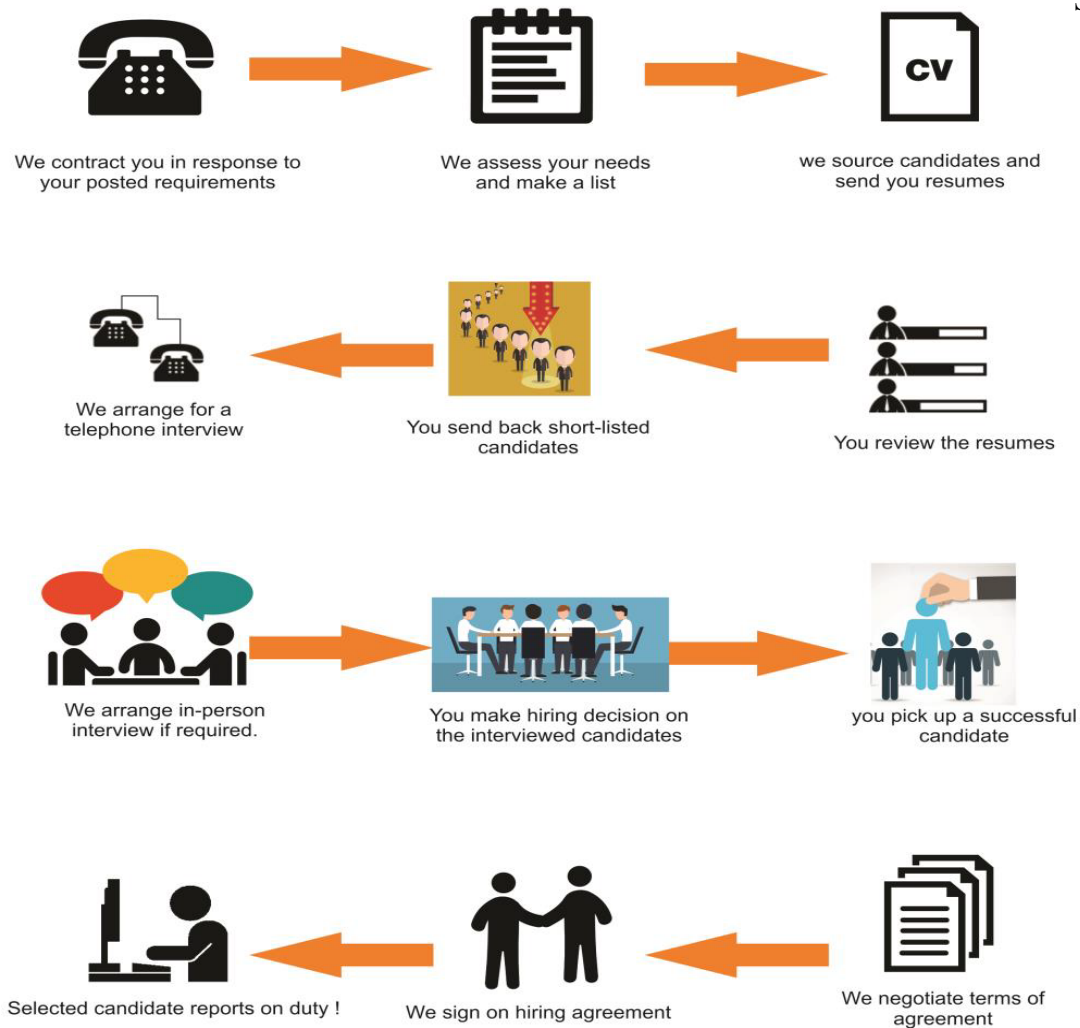 We contract you in response to
your posted requirements
We assess your needs
and make a list
CV
we source candidates and
send you resumes
We arrange for a
telephone interview
You send back short-listed
candidates
You review the resumes
We arrange in-person
interview if required.
You make hiring decision on
the interviewed candidates
you pick up a successful
candidate
Selected candidate reports on duty !
We sign on hiring agreement
We negotiate terms of
agreement